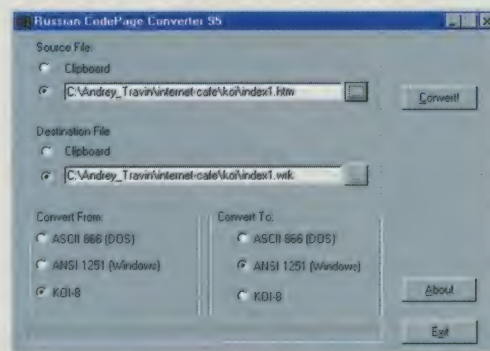 Russian CodePage Converter 95
Source File:
Clipboard
C:\Andrey_Travin\internet-cafe\koi\index1.htm
Convert!
Destination File
Clipboard
C:\Andrey_Travin\internet-cafe\koi\index1.wrk
Convert From:
Convert To:
ASCII 866 (DOS)
ASCII 866 (DOS)
ANSI 1251 (Windows)
ANSI 1251 (Windows)
KOI-8
KOI-8
About
Exit